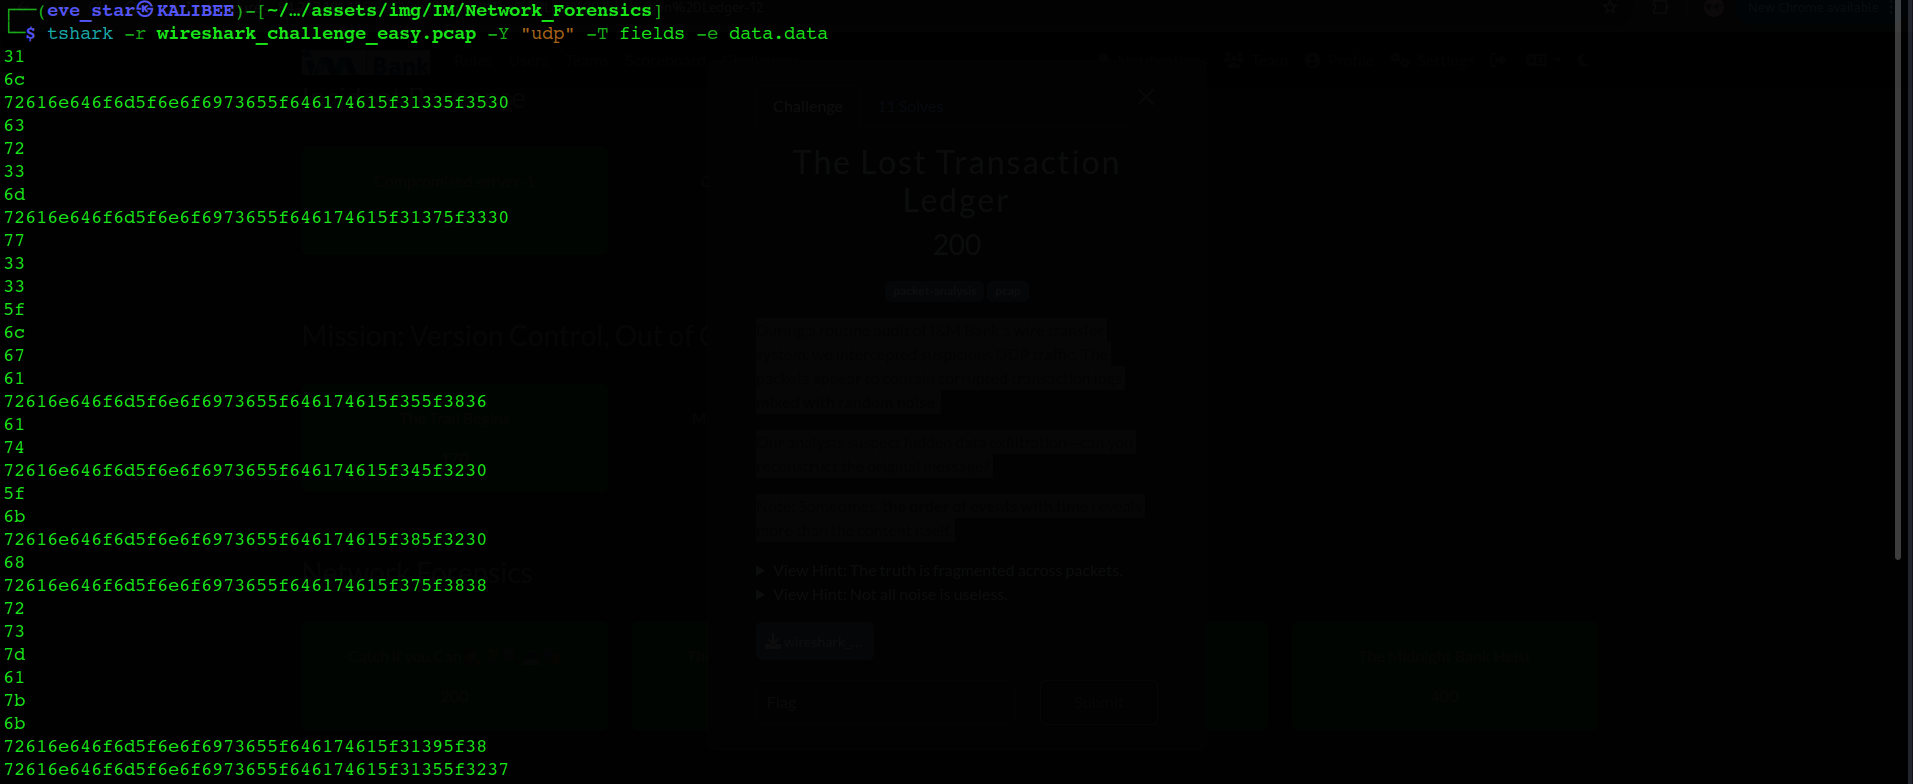 ┌──(eve_star㉿KALIBEE)-[~/…/assets/img/IM/Network_Forensics]
└─$ tshark -r wireshark_challenge_easy.pcap -Y "udp" -T fields -e data.data
31
6c
72616e646f6d5f6e6f6973655f646174615f31335f3530
63
72
33
6d
72616e646f6d5f6e6f6973655f646174615f31375f3330
77
33
33
5f
6c
67
61
72616e646f6d5f6e6f6973655f646174615f355f3836
61
74
72616e646f6d5f6e6f6973655f646174615f345f3230
5f
6b
72616e646f6d5f6e6f6973655f646174615f385f3230
68
72616e646f6d5f6e6f6973655f646174615f375f3838
72
73
7d
61
7b
6b
72616e646f6d5f6e6f6973655f646174615f31395f38
72616e646f6d5f6e6f6973655f646174615f31355f3237
New Chrome available
Bank
Challenge
11 Solves
The Lost Transaction
Ledger
200
packet-analysis
pcap
View Hint: The truth is fragmented across packets.
View Hint: Not all noise is useless.
wireshark_...
Flag
Submit
Mission: Version Control, Out of
Network Forensics